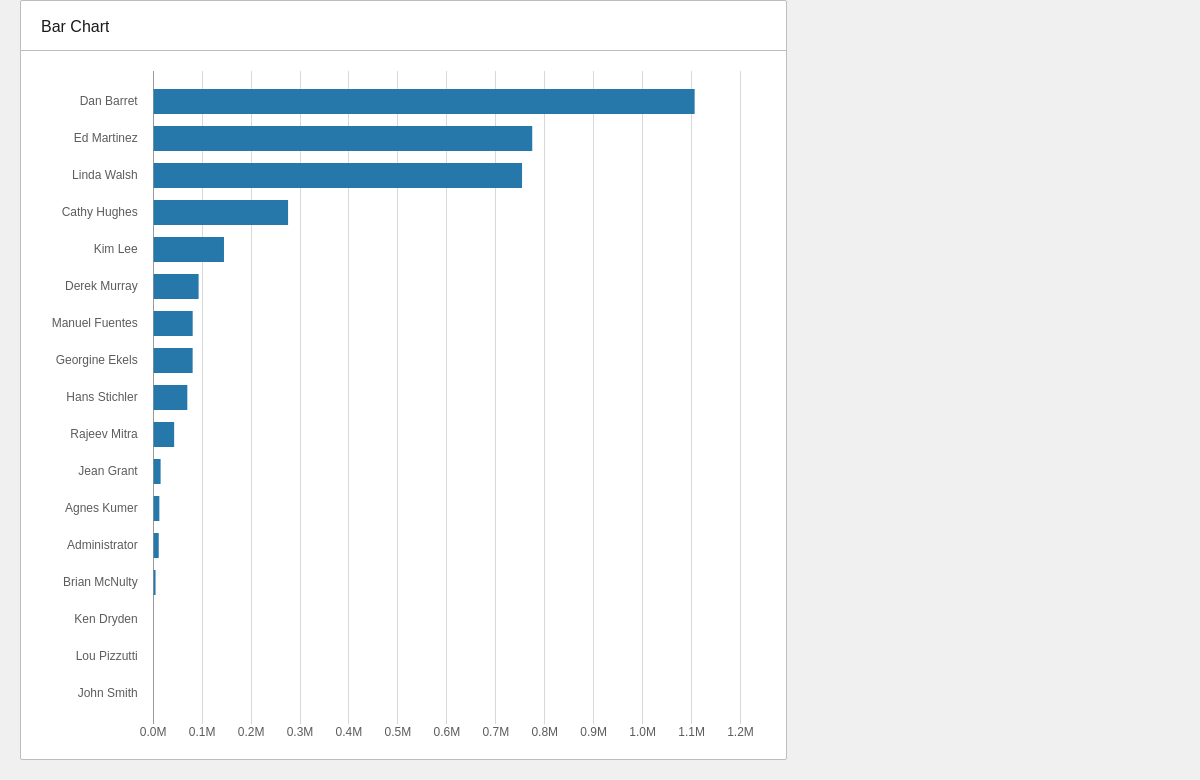 Bar Chart
Dan Barret
Ed Martinez
Linda Walsh
Cathy Hughes
Kim Lee
Derek Murray
Manuel Fuentes
Georgine Ekels
Hans Stichler
Rajeev Mitra
Jean Grant
Agnes Kumer
Administrator
Brian McNulty
Ken Dryden
Lou Pizzutti
John Smith
0.0M 0.1M 0.2M 0.3M 0.4M 0.5M 0.6M 0.7M 0.8M 0.9M 1.0M 1.1M 1.2M